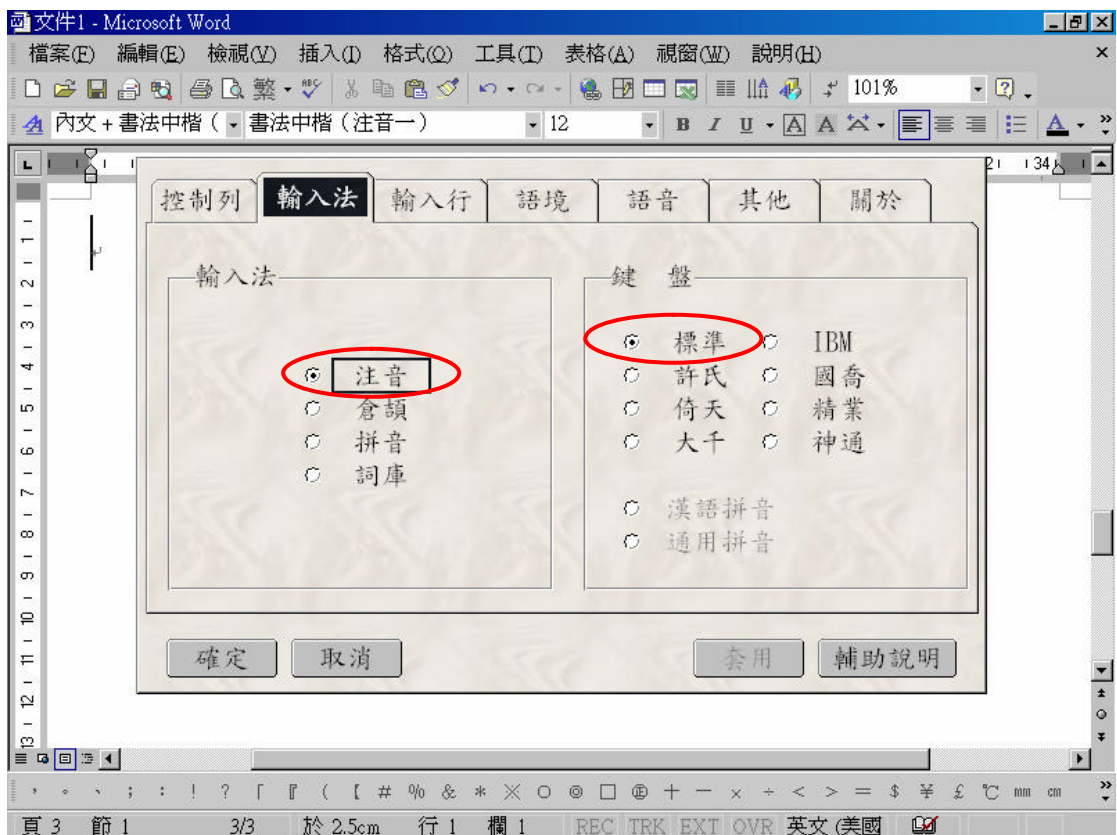 文件1 - Microsoft Word
檔案(F) 編輯(E) 檢視(V) 插入(I) 格式(O) 工具(T) 表格(A) 視窗(W) 說明(H)
繁 ABC 101%
內文 + 書法中楷 ( 書法中楷 (注音一) 12 B I U A A A
L 2 34
控制列 輸入法 輸入行 語境 語音 其他 關於
輸入法
注音
倉頡
拼音
詞庫
鍵 盤
標準 IBM
許氏 國喬
倚天 精業
大千 神通
漢語拼音
通用拼音
確定 取消 套用 輔助說明
1
1
2
3
4
5
6
7
8
9
10
11
12
13
, 。 、 ; : ! ? 「 『 ( 【 # % & * ※ ○ ◎ □ ㊣ + - × ÷ < > = $ ¥ £ ℃ mm cm
頁 3 節 1 3/3 於 2.5cm 行 1 欄 1 REC TRK EXT OVR 英文 (美國